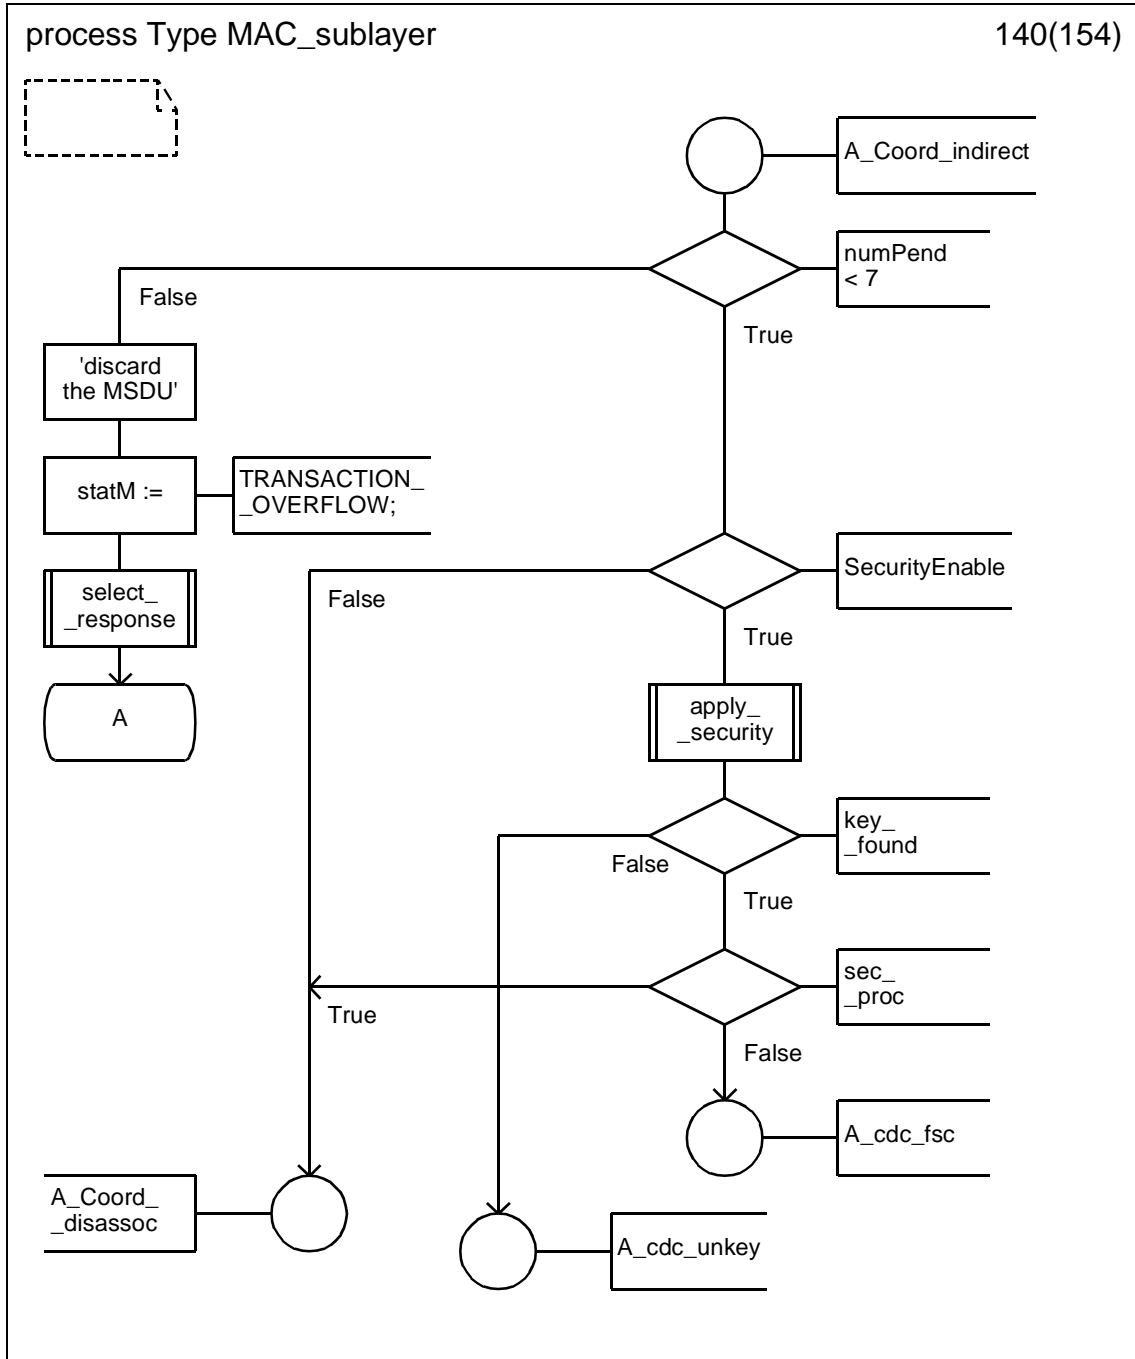 process Type MAC_sublayer
140(154)
A_Coord_indirect
numPend
< 7
False
True
'discard
the MSDU'
statM :=
TRANSACTION_
_OVERFLOW;
SecurityEnable
select_
_response
False
True
A
apply_
_security
key_
_found
False
True
sec_
_proc
True
False
A_cdc_fsc
A_Coord_
_disassoc
A_cdc_unkey